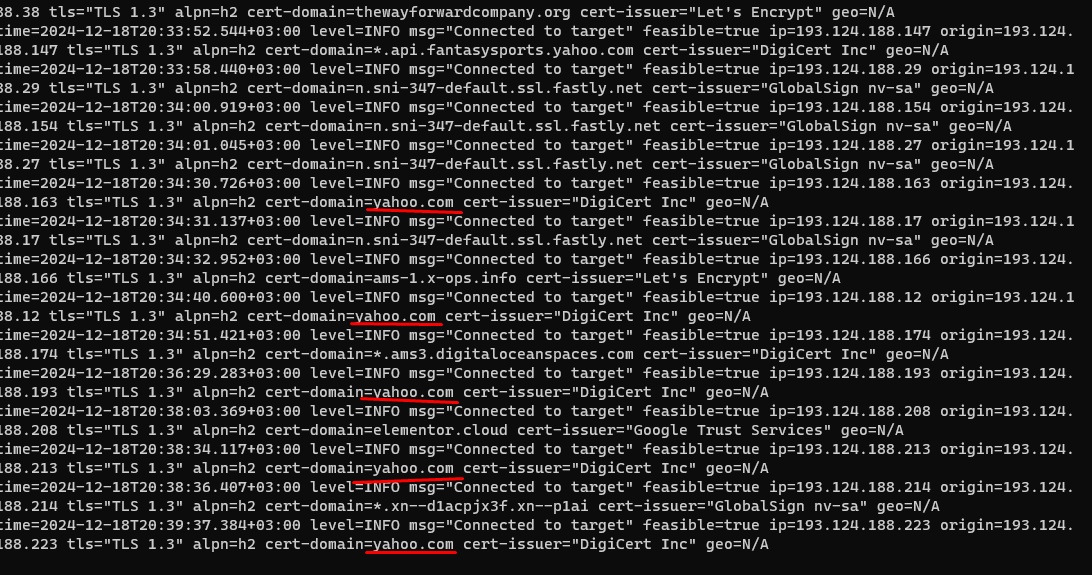 38.38 tls="TLS 1.3" alpn=h2 cert-domain=thewayforwardcompany.org cert-issuer="Let's Encrypt" geo=N/A
time=2024-12-18T20:33:52.544+03:00 level=INFO msg="Connected to target" feasible=true ip=193.124.188.147 origin=193.124.
188.147 tls="TLS 1.3" alpn=h2 cert-domain=*.api.fantasysports.yahoo.com cert-issuer="DigiCert Inc" geo=N/A
time=2024-12-18T20:33:58.440+03:00 level=INFO msg="Connected to target" feasible=true ip=193.124.188.29 origin=193.124.1
88.29 tls="TLS 1.3" alpn=h2 cert-domain=n.sni-347-default.ssl.fastly.net cert-issuer="GlobalSign nv-sa" geo=N/A
time=2024-12-18T20:34:00.919+03:00 level=INFO msg="Connected to target" feasible=true ip=193.124.188.154 origin=193.124.
188.154 tls="TLS 1.3" alpn=h2 cert-domain=n.sni-347-default.ssl.fastly.net cert-issuer="GlobalSign nv-sa" geo=N/A
time=2024-12-18T20:34:01.045+03:00 level=INFO msg="Connected to target" feasible=true ip=193.124.188.27 origin=193.124.1
88.27 tls="TLS 1.3" alpn=h2 cert-domain=n.sni-347-default.ssl.fastly.net cert-issuer="GlobalSign nv-sa" geo=N/A
time=2024-12-18T20:34:30.726+03:00 level=INFO msg="Connected to target" feasible=true ip=193.124.188.163 origin=193.124.
188.163 tls="TLS 1.3" alpn=h2 cert-domain=yahoo.com cert-issuer="DigiCert Inc" geo=N/A
time=2024-12-18T20:34:31.137+03:00 level=INFO msg="Connected to target" feasible=true ip=193.124.188.17 origin=193.124.1
88.17 tls="TLS 1.3" alpn=h2 cert-domain=n.sni-347-default.ssl.fastly.net cert-issuer="GlobalSign nv-sa" geo=N/A
time=2024-12-18T20:34:32.952+03:00 level=INFO msg="Connected to target" feasible=true ip=193.124.188.166 origin=193.124.
188.166 tls="TLS 1.3" alpn=h2 cert-domain=ams-1.x-ops.info cert-issuer="Let's Encrypt" geo=N/A
time=2024-12-18T20:34:40.600+03:00 level=INFO msg="Connected to target" feasible=true ip=193.124.188.12 origin=193.124.1
88.12 tls="TLS 1.3" alpn=h2 cert-domain=yahoo.com cert-issuer="DigiCert Inc" geo=N/A
time=2024-12-18T20:34:51.421+03:00 level=INFO msg="Connected to target" feasible=true ip=193.124.188.174 origin=193.124.
188.174 tls="TLS 1.3" alpn=h2 cert-domain=*.ams3.digitaloceanspaces.com cert-issuer="DigiCert Inc" geo=N/A
time=2024-12-18T20:36:29.283+03:00 level=INFO msg="Connected to target" feasible=true ip=193.124.188.193 origin=193.124.
188.193 tls="TLS 1.3" alpn=h2 cert-domain=yahoo.com cert-issuer="DigiCert Inc" geo=N/A
time=2024-12-18T20:38:03.369+03:00 level=INFO msg="Connected to target" feasible=true ip=193.124.188.208 origin=193.124.
188.208 tls="TLS 1.3" alpn=h2 cert-domain=elementor.cloud cert-issuer="Google Trust Services" geo=N/A
time=2024-12-18T20:38:34.117+03:00 level=INFO msg="Connected to target" feasible=true ip=193.124.188.213 origin=193.124.
188.213 tls="TLS 1.3" alpn=h2 cert-domain=yahoo.com cert-issuer="DigiCert Inc" geo=N/A
time=2024-12-18T20:38:36.407+03:00 level=INFO msg="Connected to target" feasible=true ip=193.124.188.214 origin=193.124.
188.214 tls="TLS 1.3" alpn=h2 cert-domain=*.xn--d1acpjx3f.xn--p1ai cert-issuer="GlobalSign nv-sa" geo=N/A
time=2024-12-18T20:39:37.384+03:00 level=INFO msg="Connected to target" feasible=true ip=193.124.188.223 origin=193.124.
188.223 tls="TLS 1.3" alpn=h2 cert-domain=yahoo.com cert-issuer="DigiCert Inc" geo=N/A